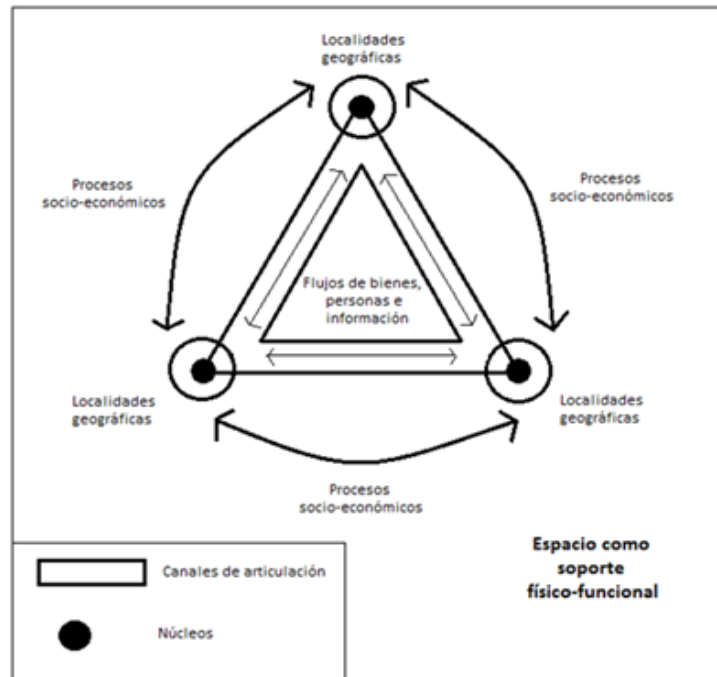 Localidades
geográficas
Procesos
socio-económicos
Procesos
socio-económicos
Flujos de bienes,
personas e
información
Localidades
geográficas
Localidades
geográficas
Procesos
socio-económicos
Espacio como
soporte
físico-funcional
Canales de articulación
Núcleos